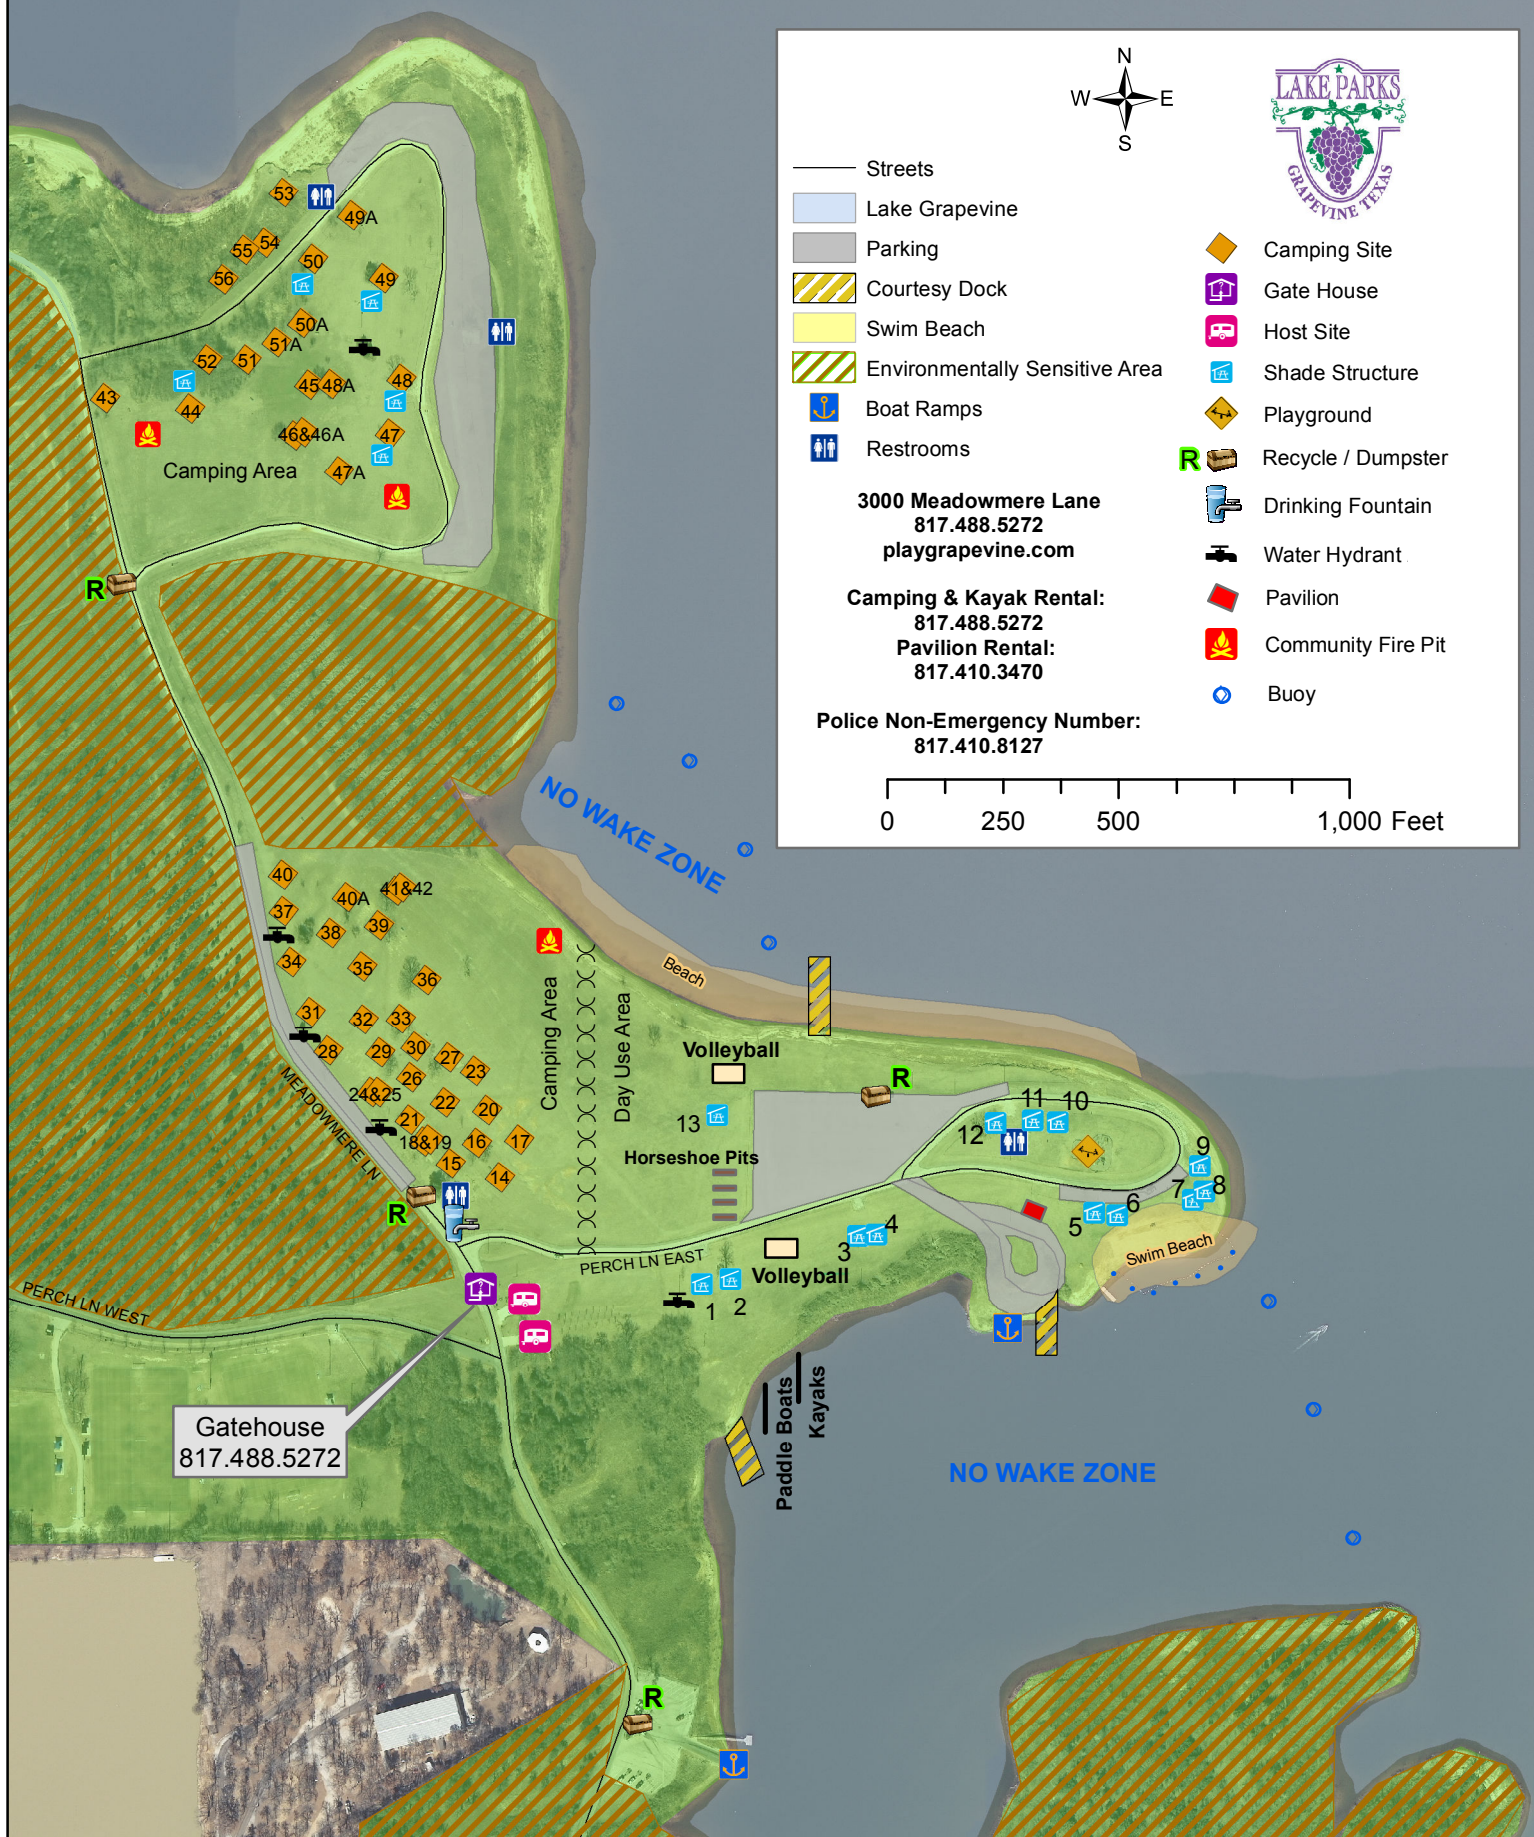 N
W E
S
LAKE PARKS
GRAPEVINE TEXAS
Streets
Lake Grapevine
Parking
Courtesy Dock
Swim Beach
Environmentally Sensitive Area
Boat Ramps
Restrooms
Camping Site
Gate House
Host Site
Shade Structure
Playground
R Recycle / Dumpster
Drinking Fountain
Water Hydrant
Pavilion
Community Fire Pit
Buoy
3000 Meadowmere Lane
817.488.5272
playgrapevine.com
Camping & Kayak Rental:
817.488.5272
Pavilion Rental:
817.410.3470
Police Non-Emergency Number:
817.410.8127
0 250 500 1,000 Feet
53
49A
54
55
50
56
49
50A
51A
52
51
45
48A
48
43
44
46&46A
47
47A
Camping Area
R
NO WAKE ZONE
40
41&42
40A
37
39
38
34
35
36
31
32
33
28
29
30
27
23
26
24&25
22
20
21
18&19
16
17
15
14
MEADOWMERE LN
R
Camping Area
Day Use Area
Beach
Volleyball
13
Horseshoe Pits
R
11
10
12
9
7
8
6
5
4
3
Swim Beach
PERCH LN EAST
Volleyball
1
2
PERCH LN WEST
Gatehouse
817.488.5272
Paddle Boats
Kayaks
NO WAKE ZONE
R